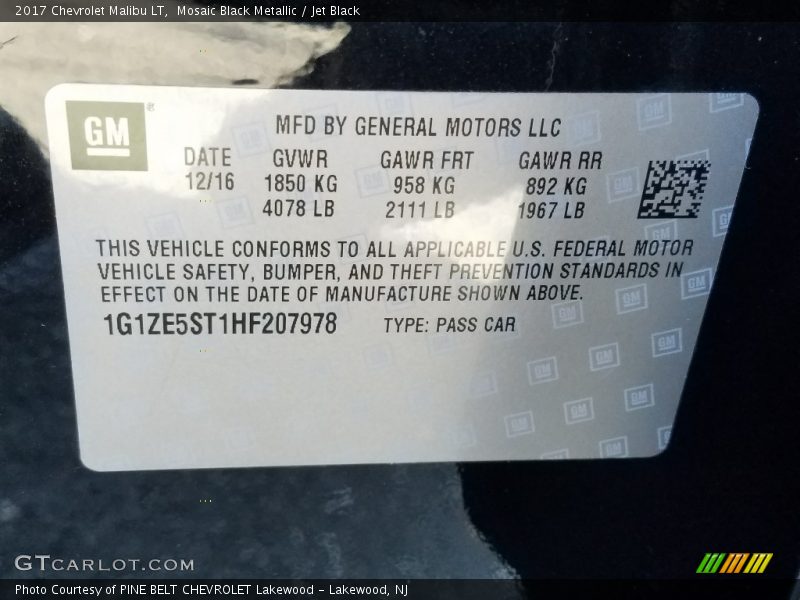 2017 Chevrolet Malibu LT,  Mosaic Black Metallic / Jet Black
GM®
MFD BY GENERAL MOTORS LLC
DATE GVWR GAWR FRT GAWR RR
12/16 1850 KG 958 KG 892 KG
4078 LB 2111 LB 1967 LB
THIS VEHICLE CONFORMS TO ALL APPLICABLE U.S. FEDERAL MOTOR
VEHICLE SAFETY, BUMPER, AND THEFT PREVENTION STANDARDS IN
EFFECT ON THE DATE OF MANUFACTURE SHOWN ABOVE.
1G1ZE5ST1HF207978 TYPE: PASS CAR
GTCARLOT.COM
Photo Courtesy of PINE BELT CHEVROLET Lakewood - Lakewood, NJ